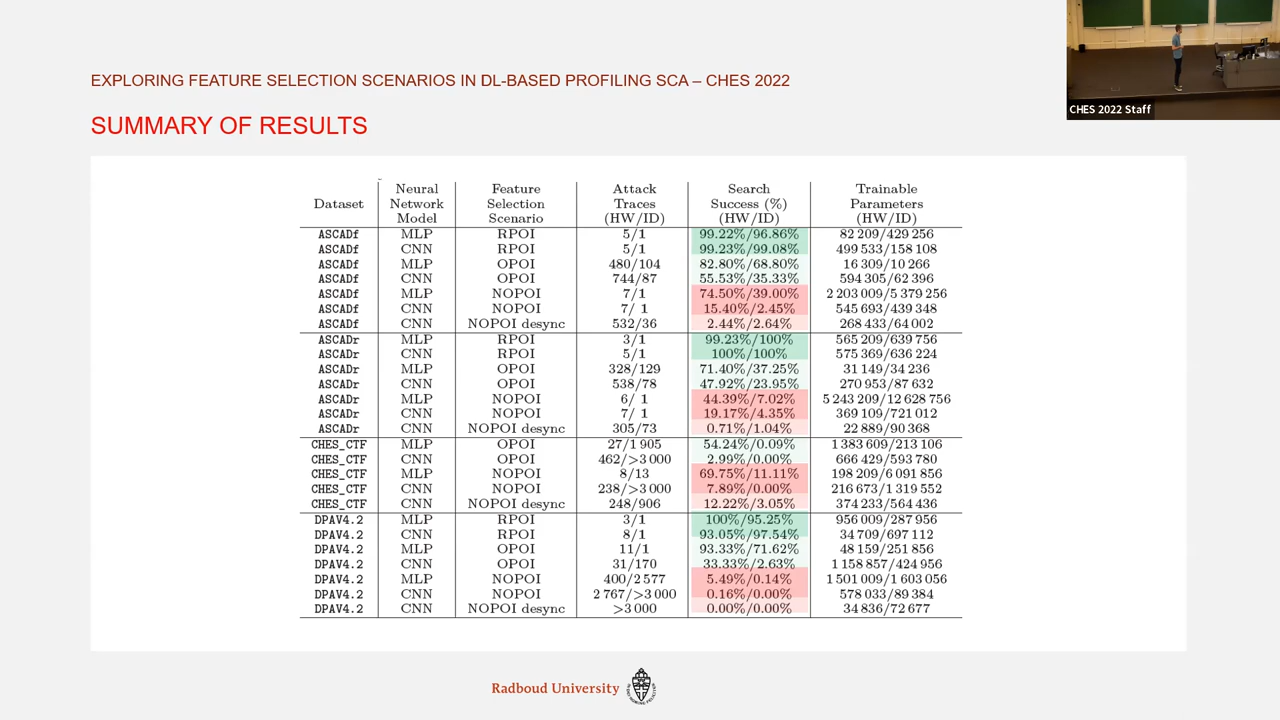 CHES 2022 Staff
EXPLORING FEATURE SELECTION SCENARIOS IN DL-BASED PROFILING SCA – CHES 2022
SUMMARY OF RESULTS
Dataset | Neural Network Model | Feature Selection Scenario | Attack Traces (HW/ID) | Search Success (%) (HW/ID) | Trainable Parameters (HW/ID)
ASCADf MLP RPOI 5/1 99.22%/96.86% 82 209/429 256
ASCADf CNN RPOI 5/1 99.23%/99.08% 499 533/158 108
ASCADf MLP OPOI 480/104 82.80%/68.80% 16 309/10 266
ASCADf CNN OPOI 744/87 55.53%/35.33% 594 305/62 396
ASCADf MLP NOPOI 7/1 74.50%/39.00% 2 203 009/5 379 256
ASCADf CNN NOPOI 7/ 1 15.40%/2.45% 545 693/439 348
ASCADf CNN NOPOI desync 532/36 2.44%/2.64% 268 433/64 002
ASCADr MLP RPOI 3/1 99.23%/100% 565 209/639 756
ASCADr CNN RPOI 5/1 100%/100% 575 369/636 224
ASCADr MLP OPOI 328/129 71.40%/37.25% 31 149/34 236
ASCADr CNN OPOI 538/78 47.92%/23.95% 270 953/87 632
ASCADr MLP NOPOI 6/ 1 44.39%/7.02% 5 243 209/12 628 756
ASCADr CNN NOPOI 7/ 1 19.17%/4.35% 369 109/721 012
ASCADr CNN NOPOI desync 305/73 0.71%/1.04% 22 889/90 368
CHES_CTF MLP OPOI 27/1 905 54.24%/0.09% 1 383 609/213 106
CHES_CTF CNN OPOI 462/>3 000 2.99%/0.00% 666 429/593 780
CHES_CTF MLP NOPOI 8/13 69.75%/11.11% 198 209/6 091 856
CHES_CTF CNN NOPOI 238/>3 000 7.89%/0.00% 216 673/1 319 552
CHES_CTF CNN NOPOI desync 248/906 12.22%/3.05% 374 233/564 436
DPAV4.2 MLP RPOI 3/1 100%/95.25% 956 009/287 956
DPAV4.2 CNN RPOI 8/1 93.05%/97.54% 34 709/697 112
DPAV4.2 MLP OPOI 11/1 93.33%/71.62% 48 159/251 856
DPAV4.2 CNN OPOI 31/170 33.33%/2.63% 1 158 857/424 956
DPAV4.2 MLP NOPOI 400/2 577 5.49%/0.14% 1 501 009/1 603 056
DPAV4.2 CNN NOPOI 2 767/>3 000 0.16%/0.00% 578 033/89 384
DPAV4.2 CNN NOPOI desync >3 000 0.00%/0.00% 34 836/72 677
Radboud University